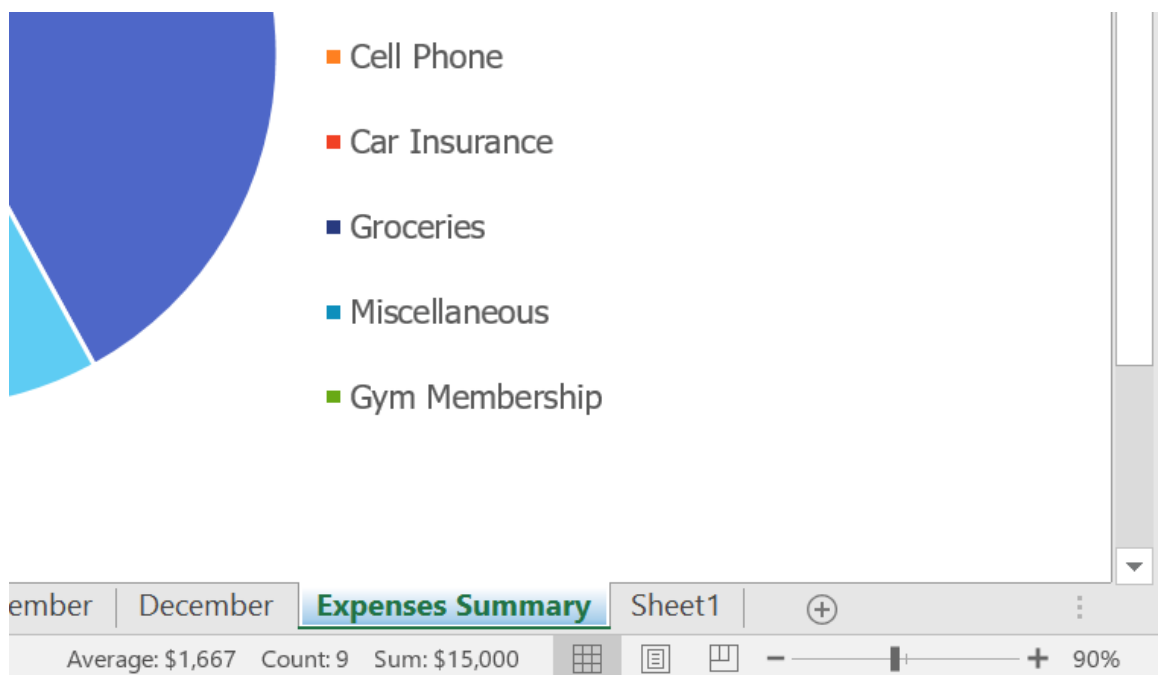 Cell Phone
Car Insurance
Groceries
Miscellaneous
Gym Membership
ember December Expenses Summary Sheet1
Average: $1,667 Count: 9 Sum: $15,000 90%